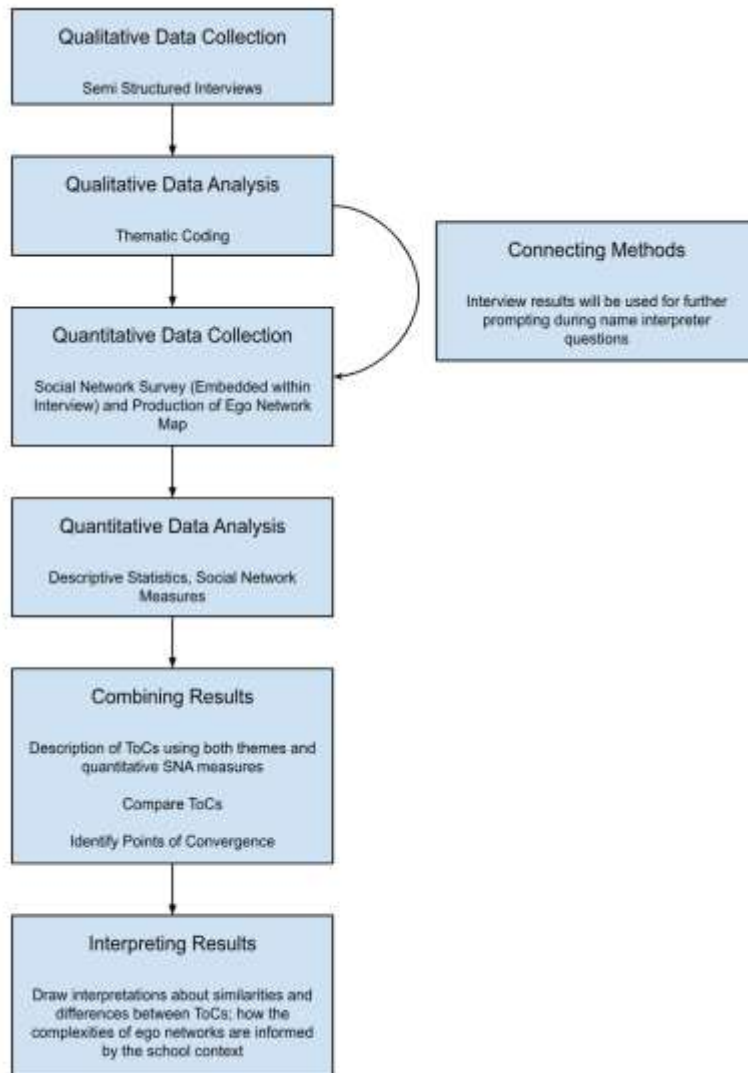 Qualitative Data Collection
Semi Structured Interviews
Qualitative Data Analysis
Thematic Coding
Connecting Methods
Interview results will be used for further
prompting during name interpreter
questions
Quantitative Data Collection
Social Network Survey (Embedded within
Interview) and Production of Ego Network
Map
Quantitative Data Analysis
Descriptive Statistics, Social Network
Measures
Combining Results
Description of ToCs using both themes and
quantitative SNA measures
Compare ToCs
Identify Points of Convergence
Interpreting Results
Draw interpretations about similarities and
differences between ToCs; how the
complexities of ego networks are informed
by the school context